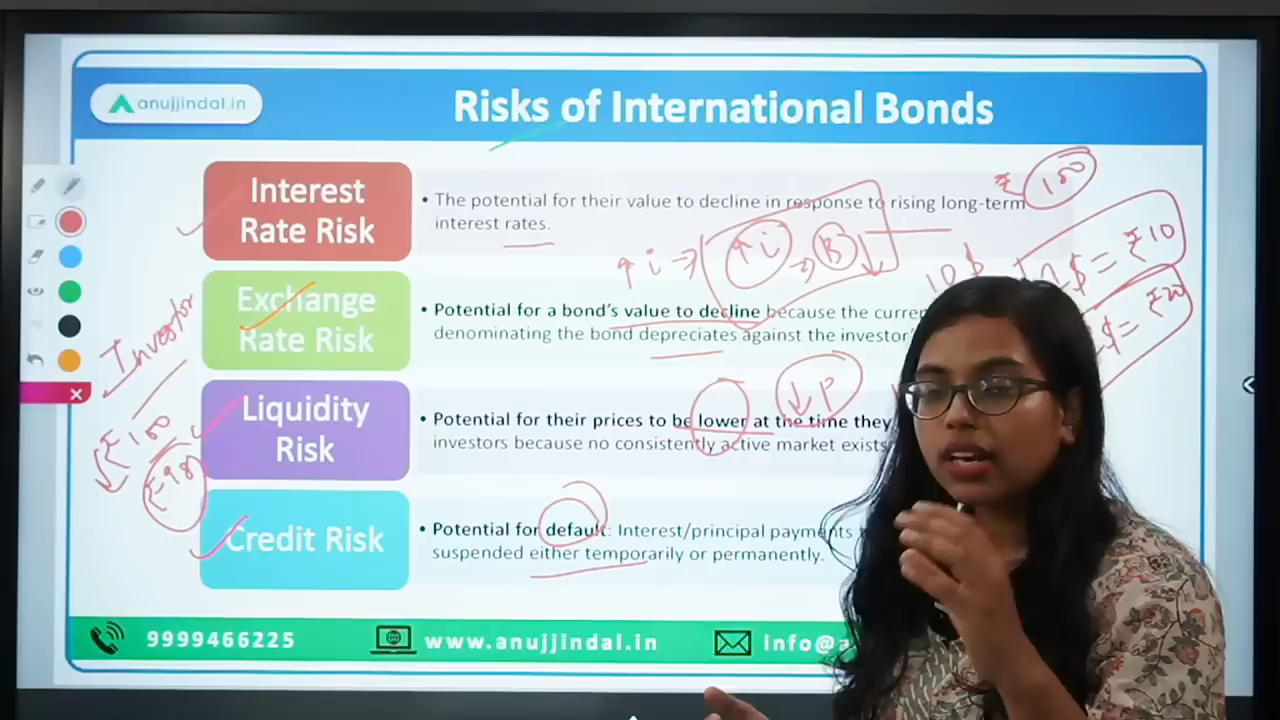 anujjindal.in
Risks of International Bonds
Interest
Rate Risk
• The potential for their value to decline in response to rising long-term
interest rates.
₹ 100
↑ i → ↑ i → B ↓
10 $
$ = ₹10
$ = ₹20
Exchange
Rate Risk
• Potential for a bond's value to decline because the
denominating the bond depreciates against the investor'
Investor
₹100
↓ P
Liquidity
Risk
• Potential for their prices to be lower at the time they
investors because no consistently active market exists
Credit Risk
• Potential for default: Interest/principal payments
suspended either temporarily or permanently.
9999466225
www.anujjindal.in
info@a